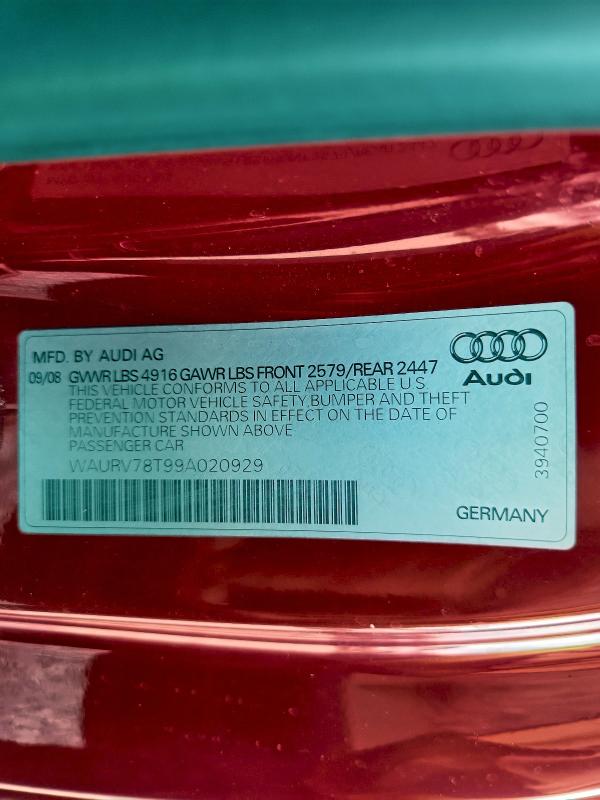 MFD. BY AUDI AG
09/08 GVWR LBS 4916 GAWR LBS FRONT 2579/REAR 2447
THIS VEHICLE CONFORMS TO ALL APPLICABLE U S
FEDERAL MOTOR VEHICLE SAFETY,BUMPER AND THEFT
PREVENTION STANDARDS IN EFFECT ON THE DATE OF
MANUFACTURE SHOWN ABOVE
PASSENGER CAR
WAURV78T99A020929
Audi
3940700
GERMANY